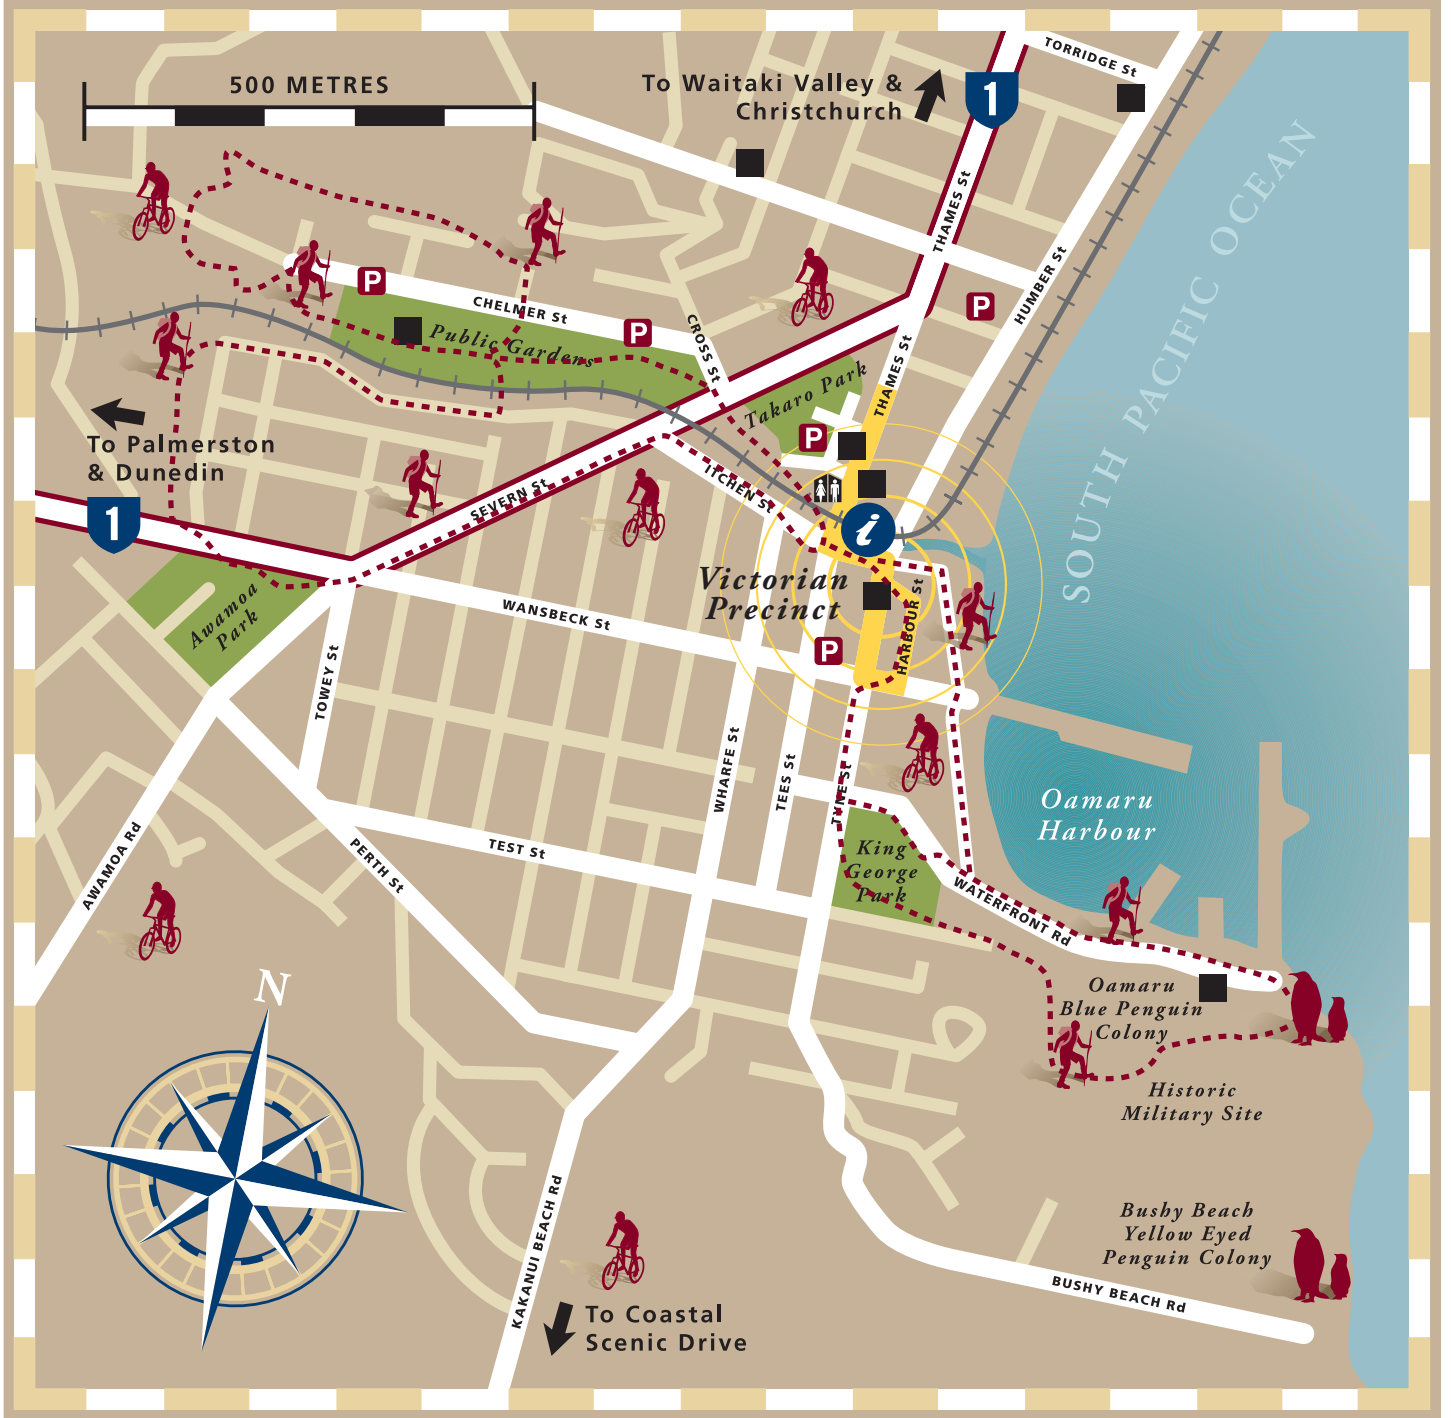 500 METRES
To Waitaki Valley &
Christchurch
1
TORRIDGE St
THAMES St
HUMBER St
SOUTH PACIFIC OCEAN
P
CHELMER St
P
Public Gardens
CROSS St
P
THAMES St
Takaro Park
P
To Palmerston
& Dunedin
1
SEVERN St
ITCHEN St
i
Victorian
Precinct
HARBOUR St
Awamoa
Park
WANSBECK St
P
TOWEY St
WHARFE St
TEES St
TYNE St
Oamaru
Harbour
AWAMOA Rd
PERTH St
TEST St
King
George
Park
WATERFRONT Rd
Oamaru
Blue Penguin
Colony
N
Historic
Military Site
KAKANUI BEACH Rd
Bushy Beach
Yellow Eyed
Penguin Colony
BUSHY BEACH Rd
To Coastal
Scenic Drive